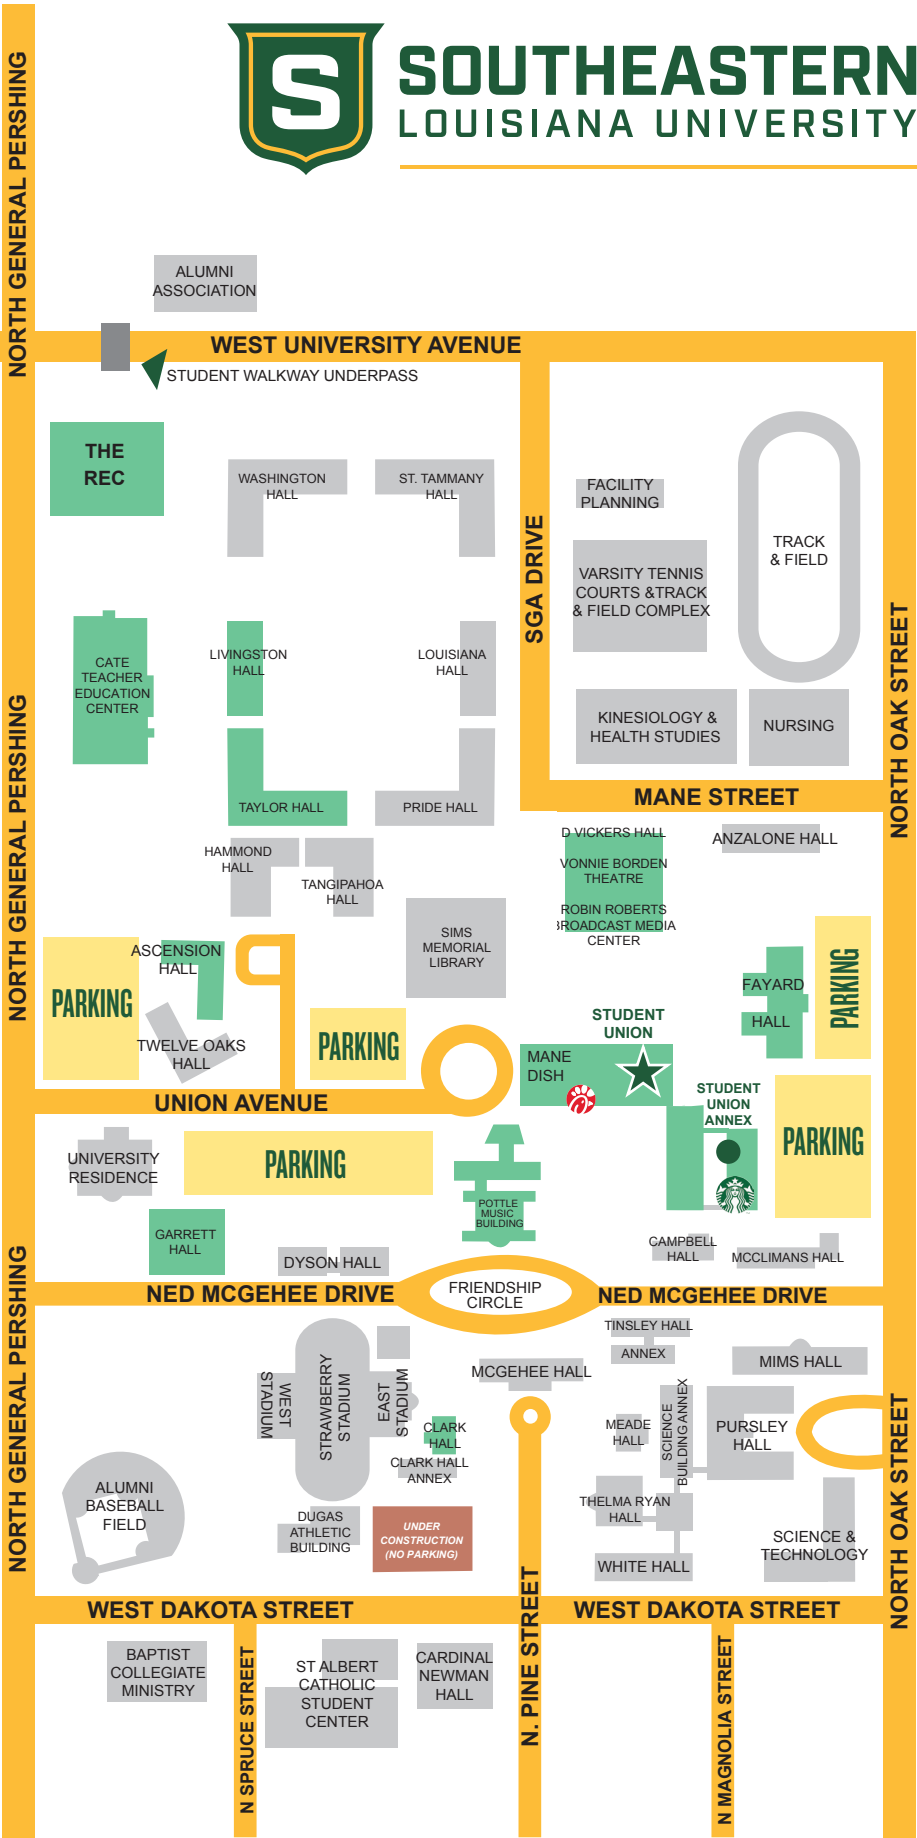 S
SOUTHEASTERN
LOUISIANA UNIVERSITY
NORTH GENERAL PERSHING
ALUMNI
ASSOCIATION
WEST UNIVERSITY AVENUE
STUDENT WALKWAY UNDERPASS
THE
REC
WASHINGTON
HALL
ST. TAMMANY
HALL
SGA DRIVE
FACILITY
PLANNING
VARSITY TENNIS
COURTS &TRACK
& FIELD COMPLEX
TRACK
& FIELD
NORTH OAK STREET
CATE
TEACHER
EDUCATION
CENTER
LIVINGSTON
HALL
LOUISIANA
HALL
KINESIOLOGY &
HEALTH STUDIES
NURSING
NORTH GENERAL PERSHING
TAYLOR HALL
PRIDE HALL
MANE STREET
HAMMOND
HALL
TANGIPAHOA
HALL
D VICKERS HALL
VONNIE BORDEN
THEATRE
ROBIN ROBERTS
BROADCAST MEDIA
CENTER
ANZALONE HALL
SIMS
MEMORIAL
LIBRARY
ASCENSION
HALL
PARKING
TWELVE OAKS
HALL
PARKING
FAYARD
HALL
PARKING
STUDENT
UNION
MANE
DISH
STUDENT
UNION
ANNEX
PARKING
UNION AVENUE
UNIVERSITY
RESIDENCE
PARKING
POTTLE
MUSIC
BUILDING
GARRETT
HALL
DYSON HALL
CAMPBELL
HALL
MCCLIMANS HALL
NORTH GENERAL PERSHING
NED MCGEHEE DRIVE
FRIENDSHIP
CIRCLE
NED MCGEHEE DRIVE
TINSLEY HALL
ANNEX
MIMS HALL
WEST
STADIUM
STRAWBERRY
STADIUM
EAST
STADIUM
MCGEHEE HALL
CLARK
HALL
CLARK HALL
ANNEX
MEADE
HALL
SCIENCE
BUILDING ANNEX
PURSLEY
HALL
NORTH OAK STREET
ALUMNI
BASEBALL
FIELD
DUGAS
ATHLETIC
BUILDING
UNDER
CONSTRUCTION
(NO PARKING)
THELMA RYAN
HALL
WHITE HALL
SCIENCE &
TECHNOLOGY
WEST DAKOTA STREET
N. PINE STREET
WEST DAKOTA STREET
BAPTIST
COLLEGIATE
MINISTRY
N SPRUCE STREET
ST ALBERT
CATHOLIC
STUDENT
CENTER
CARDINAL
NEWMAN
HALL
N MAGNOLIA STREET